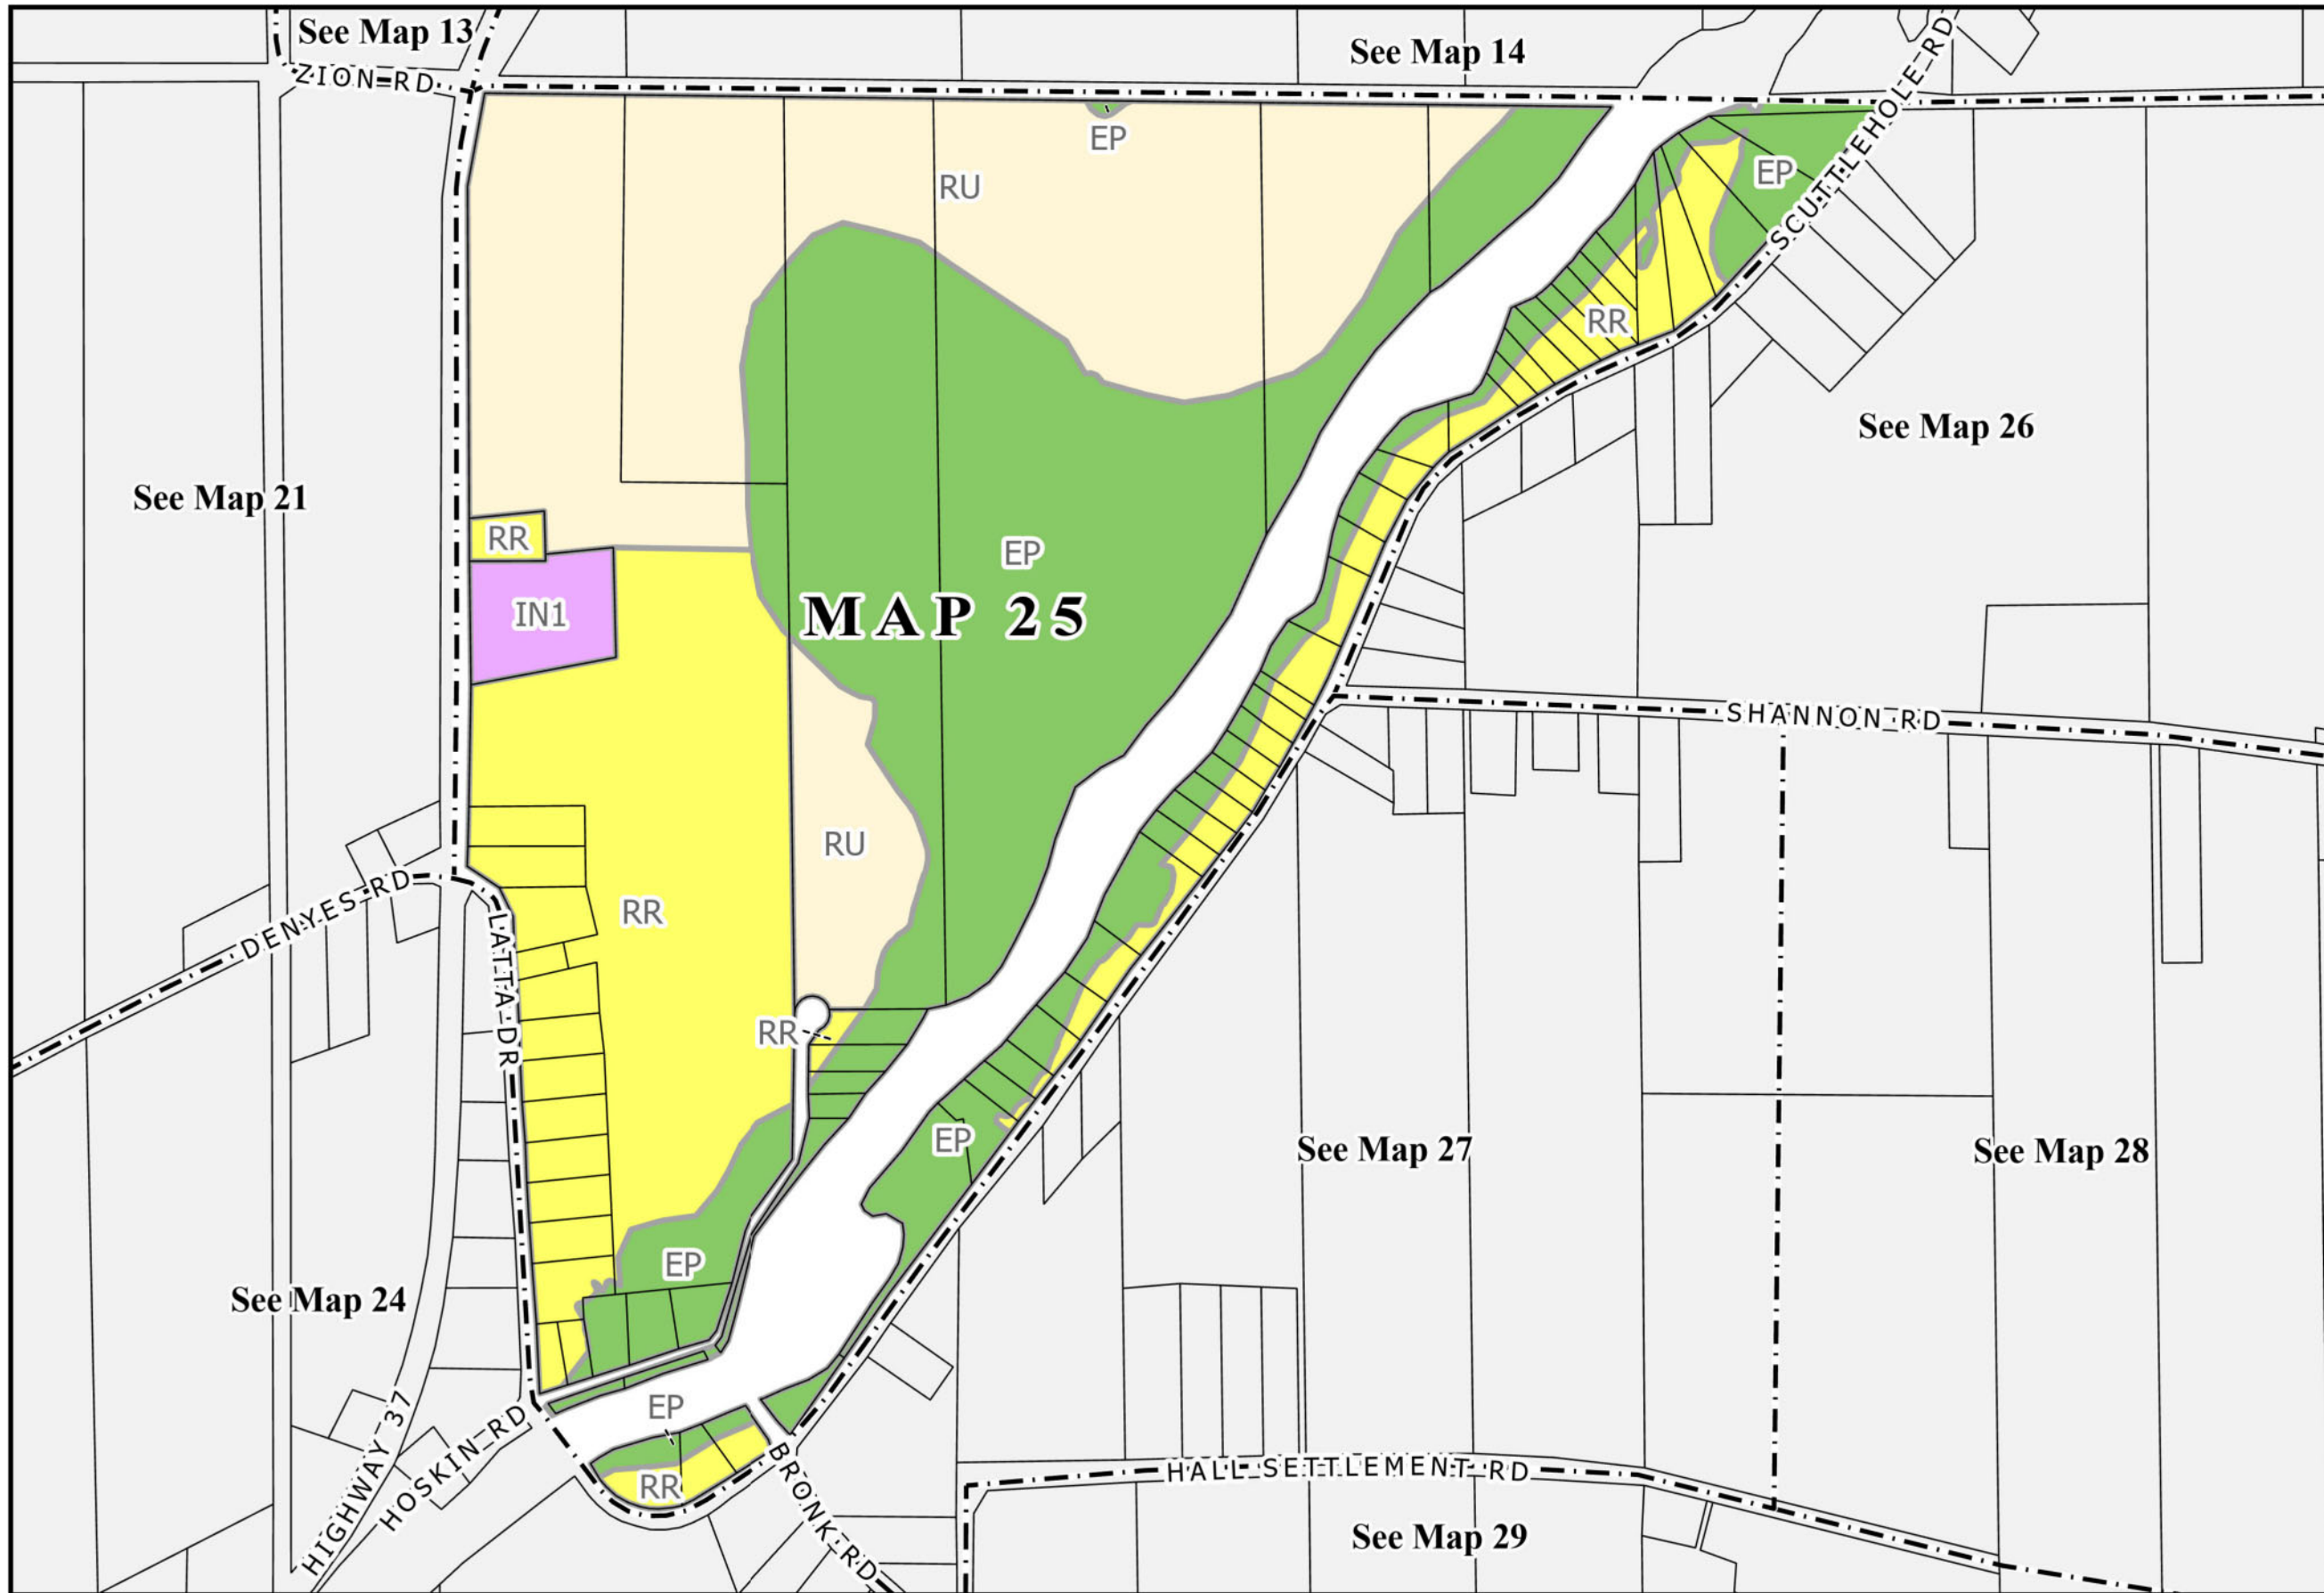 See Map 13
See Map 14
ZION RD
SCUTTLEHOLE RD
EP
EP
RU
RR
See Map 26
See Map 21
RR
EP
IN1
MAP 25
SHANNON RD
RU
DENYES RD
RR
LATTA DR
RR
EP
See Map 27
See Map 28
EP
See Map 24
EP
HIGHWAY 37
HOSKIN RD
RR
BRONK RD
HALL SETTLEMENT RD
See Map 29